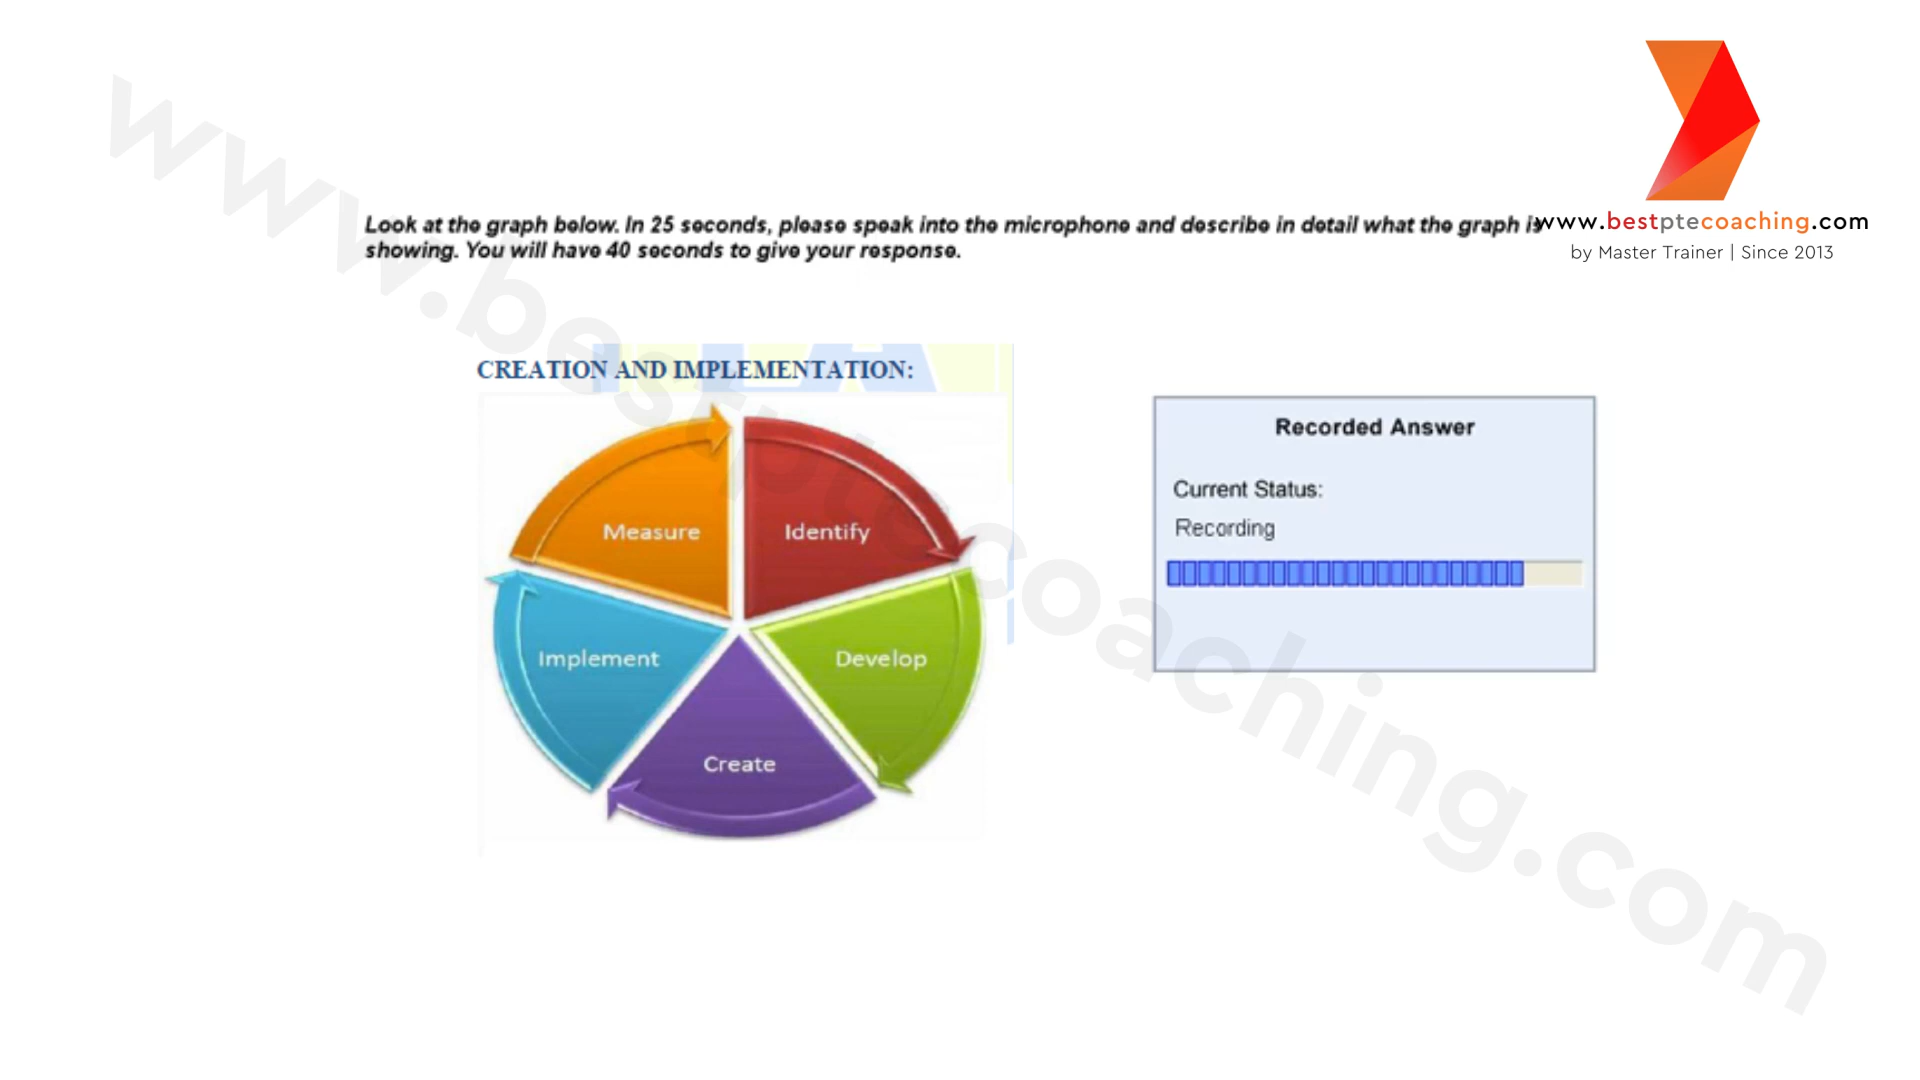 Look at the graph below. In 25 seconds, please speak into the microphone and describe in detail what the graph is
showing. You will have 40 seconds to give your response.
www.bestptecoaching.com
by Master Trainer | Since 2013
CREATION AND IMPLEMENTATION:
Measure
Identify
Implement
Develop
Create
Recorded Answer
Current Status:
Recording
www.bestptecoaching.com